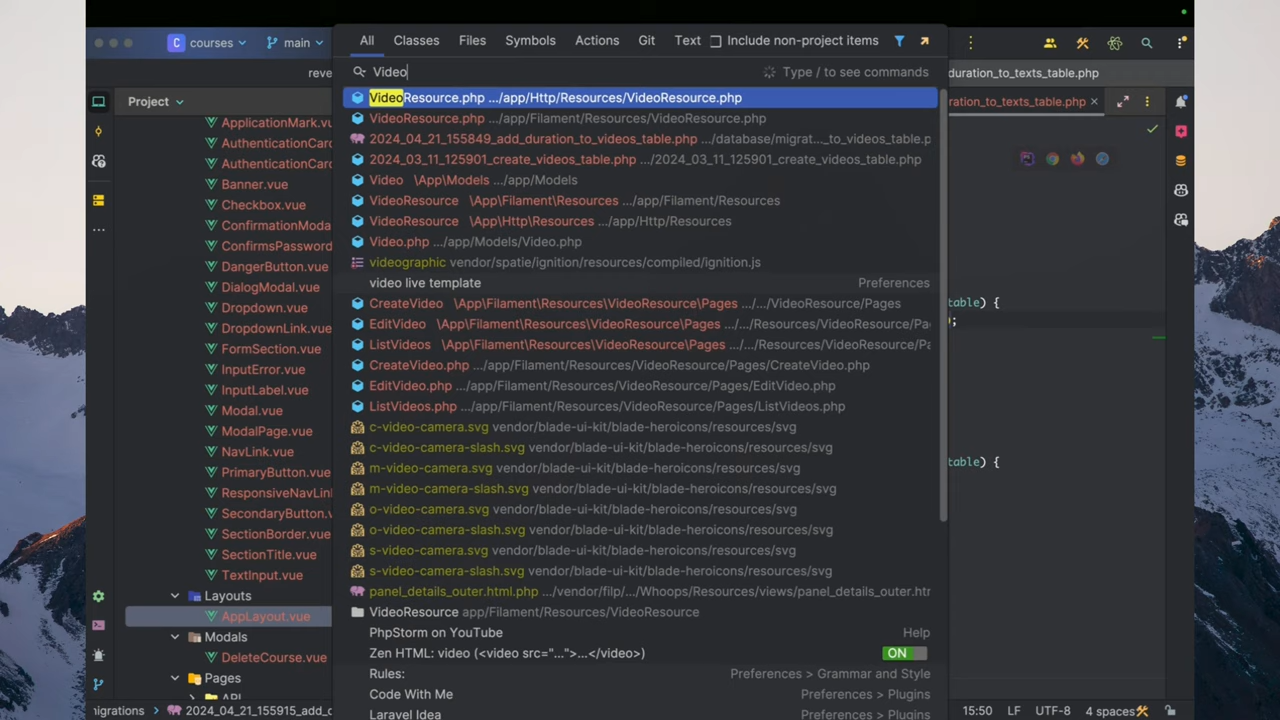 C courses main
All Classes Files Symbols Actions Git Text Include non-project items
reve
duration_to_texts_table.php
Video
Type / to see commands
Project
ration_to_texts_table.php
ApplicationMark.vu
AuthenticationCard
AuthenticationCard
Banner.vue
Checkbox.vue
ConfirmationModa
ConfirmsPassword
DangerButton.vue
DialogModal.vue
Dropdown.vue
DropdownLink.vue
FormSection.vue
InputError.vue
InputLabel.vue
Modal.vue
ModalPage.vue
NavLink.vue
PrimaryButton.vue
ResponsiveNavLink
SecondaryButton.v
SectionBorder.vue
SectionTitle.vue
TextInput.vue
Layouts
AppLayout.vue
Modals
DeleteCourse.vue
Pages
API
VideoResource.php .../app/Http/Resources/VideoResource.php
VideoResource.php .../app/Filament/Resources/VideoResource.php
2024_04_21_155849_add_duration_to_videos_table.php .../database/migrat..._to_videos_table.p
2024_03_11_125901_create_videos_table.php .../2024_03_11_125901_create_videos_table.php
Video \App\Models .../app/Models
VideoResource \App\Filament\Resources .../app/Filament/Resources
VideoResource \App\Http\Resources .../app/Http/Resources
Video.php .../app/Models/Video.php
videographic vendor/spatie/ignition/resources/compiled/ignition.js
video live template Preferences
CreateVideo \App\Filament\Resources\VideoResource\Pages .../.../VideoResource/Pages
EditVideo \App\Filament\Resources\VideoResource\Pages .../.../Resources/VideoResource/Pa
ListVideos \App\Filament\Resources\VideoResource\Pages .../.../Resources/VideoResource/Pa
CreateVideo.php .../app/Filament/Resources/VideoResource/Pages/CreateVideo.php
EditVideo.php .../app/Filament/Resources/VideoResource/Pages/EditVideo.php
ListVideos.php .../app/Filament/Resources/VideoResource/Pages/ListVideos.php
c-video-camera.svg vendor/blade-ui-kit/blade-heroicons/resources/svg
c-video-camera-slash.svg vendor/blade-ui-kit/blade-heroicons/resources/svg
m-video-camera.svg vendor/blade-ui-kit/blade-heroicons/resources/svg
m-video-camera-slash.svg vendor/blade-ui-kit/blade-heroicons/resources/svg
o-video-camera.svg vendor/blade-ui-kit/blade-heroicons/resources/svg
o-video-camera-slash.svg vendor/blade-ui-kit/blade-heroicons/resources/svg
s-video-camera.svg vendor/blade-ui-kit/blade-heroicons/resources/svg
s-video-camera-slash.svg vendor/blade-ui-kit/blade-heroicons/resources/svg
panel_details_outer.html.php .../vendor/filp/...Whoops/Resources/views/panel_details_outer.htr
VideoResource app/Filament/Resources/VideoResource
PhpStorm on YouTube Help
Zen HTML: video (<video src="...">...</video>) ON
Rules: Preferences > Grammar and Style
Code With Me Preferences > Plugins
Laravel Idea Preferences > Plugins
table) {
);
table) {
nigrations > 2024_04_21_155915_add_c
15:50 LF UTF-8 4 spaces